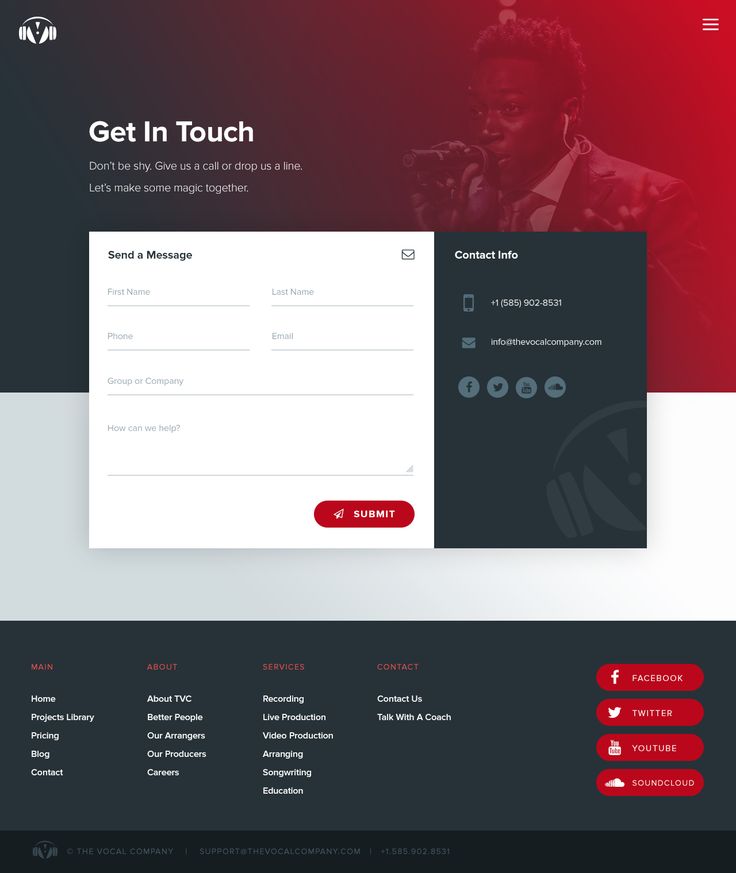 Get In Touch
Don't be shy. Give us a call or drop us a line.
Let's make some magic together.
Send a Message
First Name
Last Name
Phone
Email
Group or Company
How can we help?
SUBMIT
Contact Info
+1 (585) 902-8531
info@thevocalcompany.com
You Tube
MAIN
Home
Projects Library
Pricing
Blog
Contact
ABOUT
About TVC
Better People
Our Arrangers
Our Producers
Careers
SERVICES
Recording
Live Production
Video Production
Arranging
Songwriting
Education
CONTACT
Contact Us
Talk With A Coach
FACEBOOK
TWITTER
You Tube
YOUTUBE
SOUNDCLOUD
© THE VOCAL COMPANY | SUPPORT@THEVOCALCOMPANY.COM | +1.585.902.8531